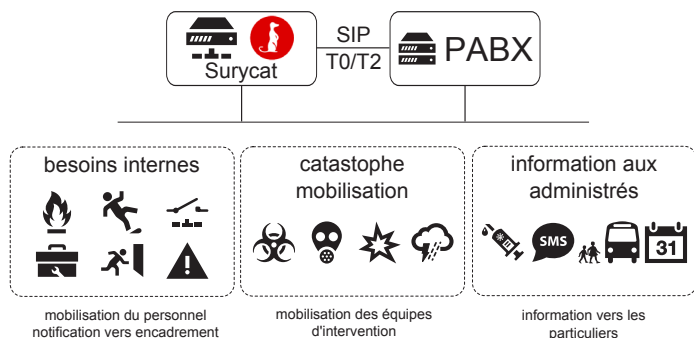 Surycat
SIP
T0/T2
PABX
besoins internes
mobilisation du personnel
notification vers encadrement
catastophe
mobilisation
mobilisation des équipes
d'intervention
information aux
administrés
SMS
31
information vers les
particuliers